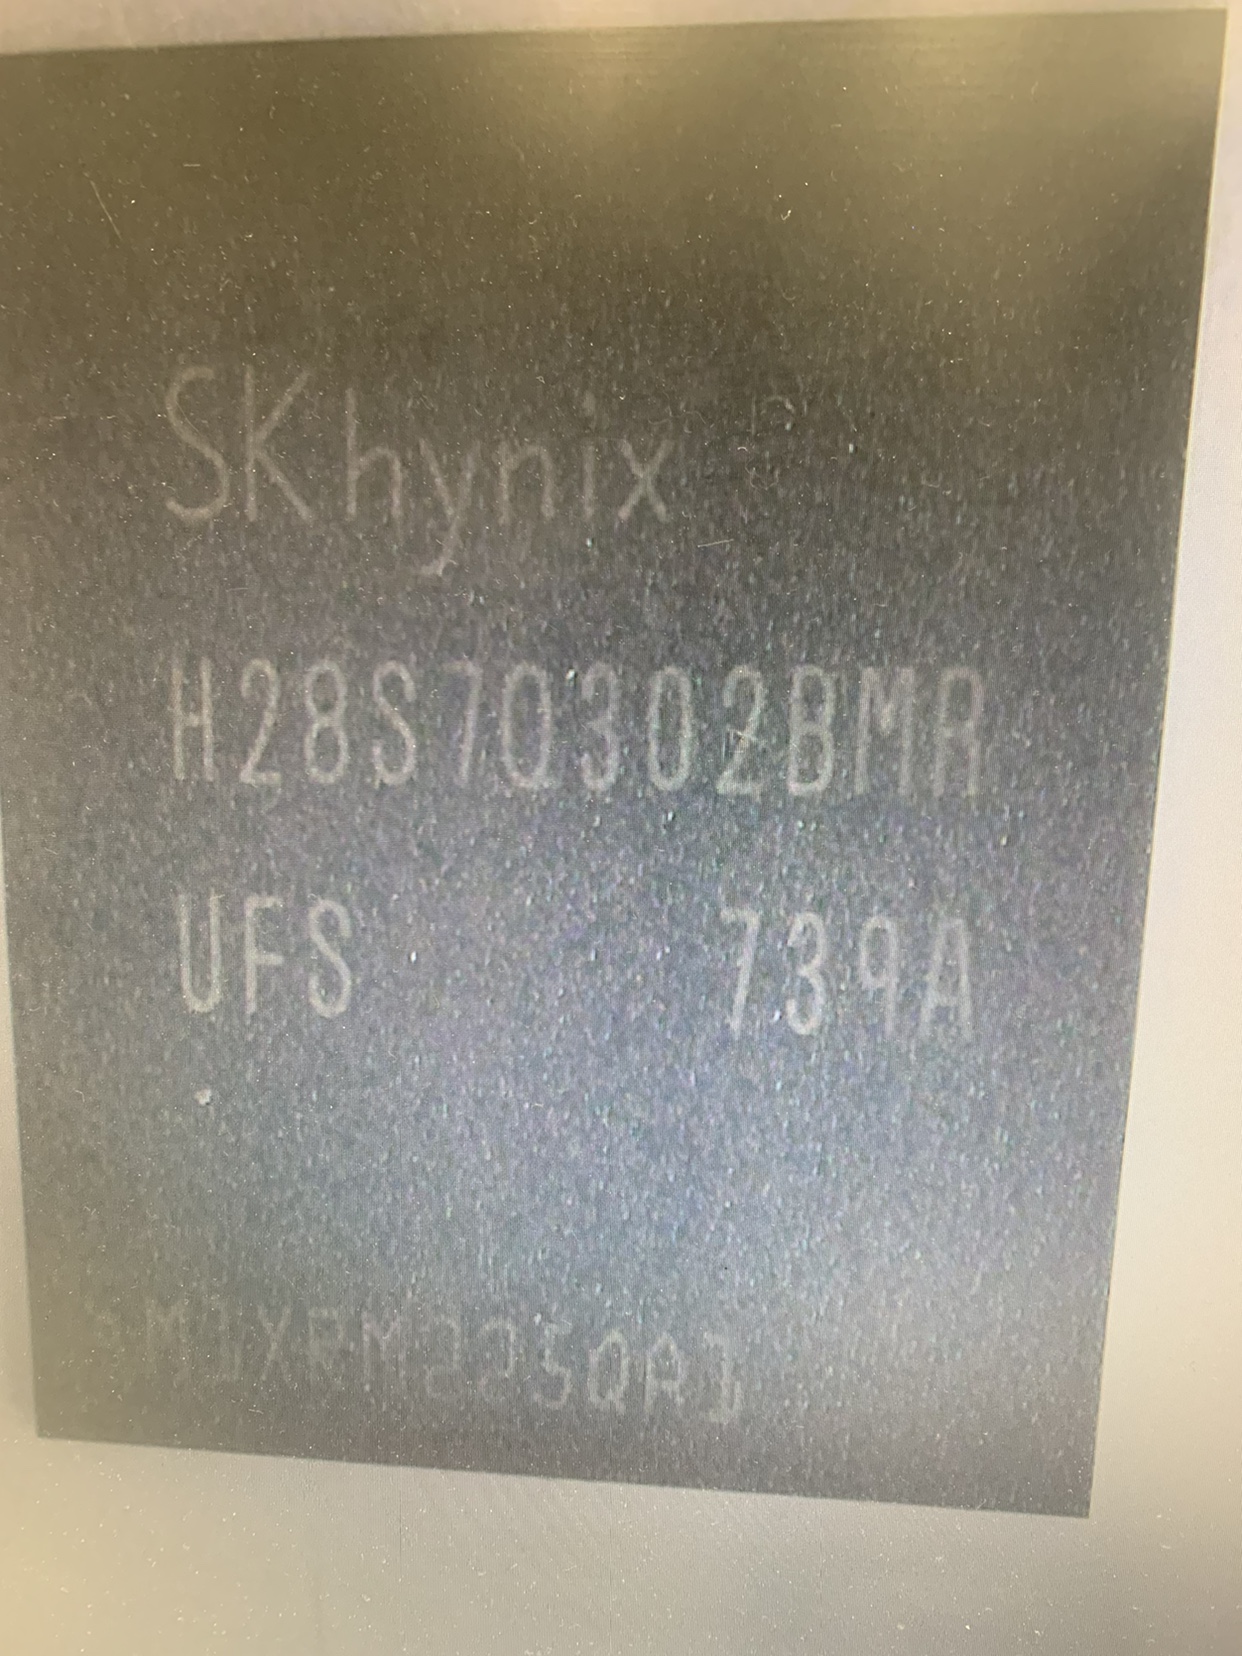 SKhynix
H28S7Q302BMR
UFS 739A